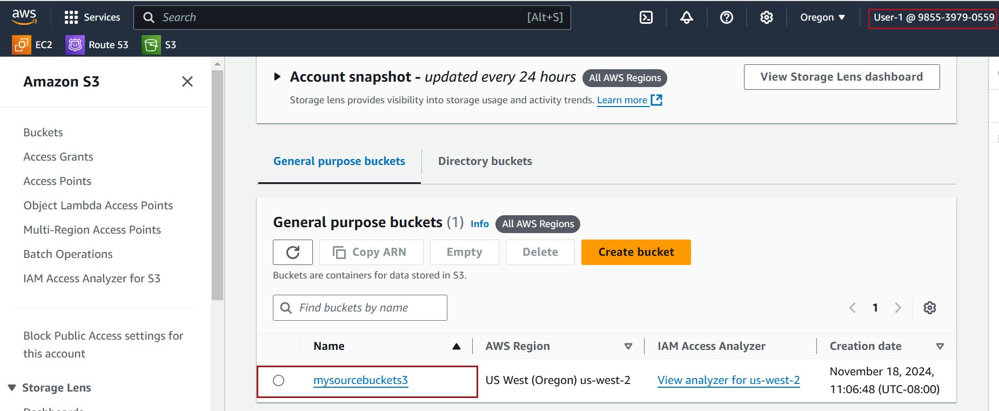 aws
Services
Search
[Alt+S]
Oregon
User-1 @ 9855-3979-0559
EC2
Route 53
S3
Amazon S3
Buckets
Access Grants
Access Points
Object Lambda Access Points
Multi-Region Access Points
Batch Operations
IAM Access Analyzer for S3
Block Public Access settings for
this account
Storage Lens
Dashboards
Account snapshot - updated every 24 hours
All AWS Regions
View Storage Lens dashboard
Storage lens provides visibility into storage usage and activity trends. Learn more
General purpose buckets
Directory buckets
General purpose buckets (1) Info
All AWS Regions
Copy ARN
Empty
Delete
Create bucket
Buckets are containers for data stored in S3.
Find buckets by name
1
Name
AWS Region
IAM Access Analyzer
Creation date
mysourcebuckets3
US West (Oregon) us-west-2
View analyzer for us-west-2
November 18, 2024,
11:06:48 (UTC-08:00)